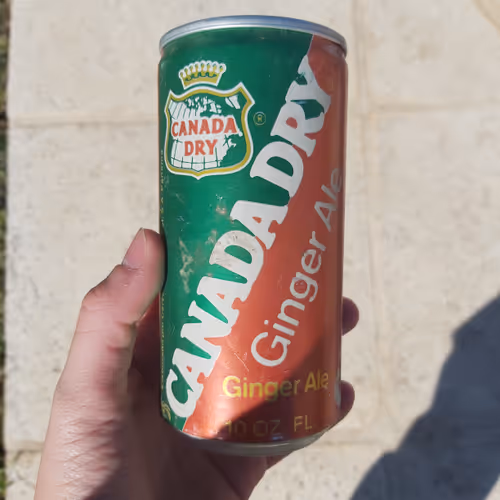 CANADA
DRY
®
CANADA DRY
Ginger Ale
Ginger Ale
10 OZ FL